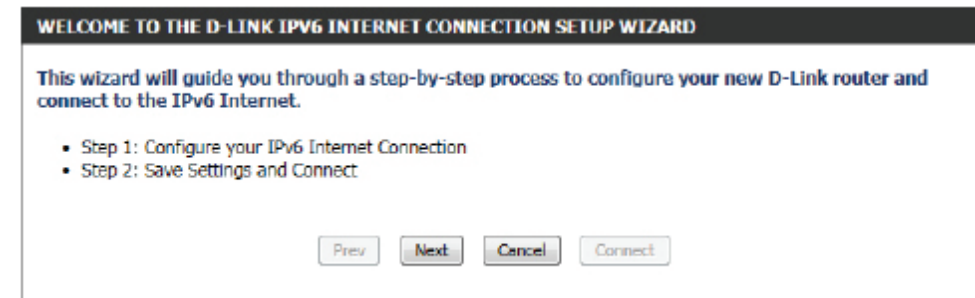 WELCOME TO THE D-LINK IPV6 INTERNET CONNECTION SETUP WIZARD
This wizard will guide you through a step-by-step process to configure your new D-Link router and
connect to the IPv6 Internet.
• Step 1: Configure your IPv6 Internet Connection
• Step 2: Save Settings and Connect
Prev Next Cancel Connect